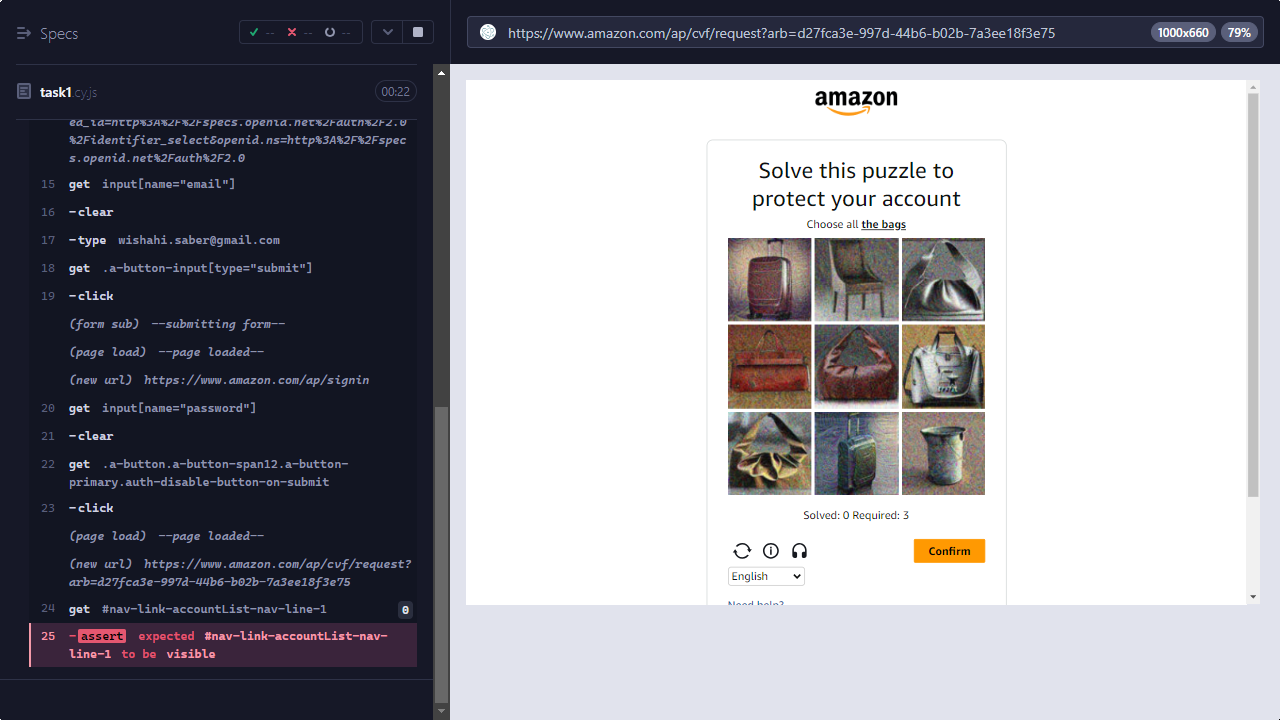 Specs
-- -- --
https://www.amazon.com/ap/cvf/request?arb=d27fca3e-997d-44b6-b02b-7a3ee18f3e75
1000x660
79%
task1.cy.js
00:22
ed_id=http%3A%2F%2Fspecs.openid.net%2Fauth%2F2.0
%2Fidentifier_select&openid.ns=http%3A%2F%2Fspec
s.openid.net%2Fauth%2F2.0
15 get input[name="email"]
16 -clear
17 -type wishahi.saber@gmail.com
18 get .a-button-input[type="submit"]
19 -click
(form sub) --submitting form--
(page load) --page loaded--
(new url) https://www.amazon.com/ap/signin
20 get input[name="password"]
21 -clear
22 get .a-button.a-button-span12.a-button-
primary.auth-disable-button-on-submit
23 -click
(page load) --page loaded--
(new url) https://www.amazon.com/ap/cvf/request?
arb=d27fca3e-997d-44b6-b02b-7a3ee18f3e75
24 get #nav-link-accountList-nav-line-1 0
25 -assert expected #nav-link-accountList-nav-
line-1 to be visible
amazon
Solve this puzzle to
protect your account
Choose all the bags
Solved: 0 Required: 3
Confirm
English
Need help?